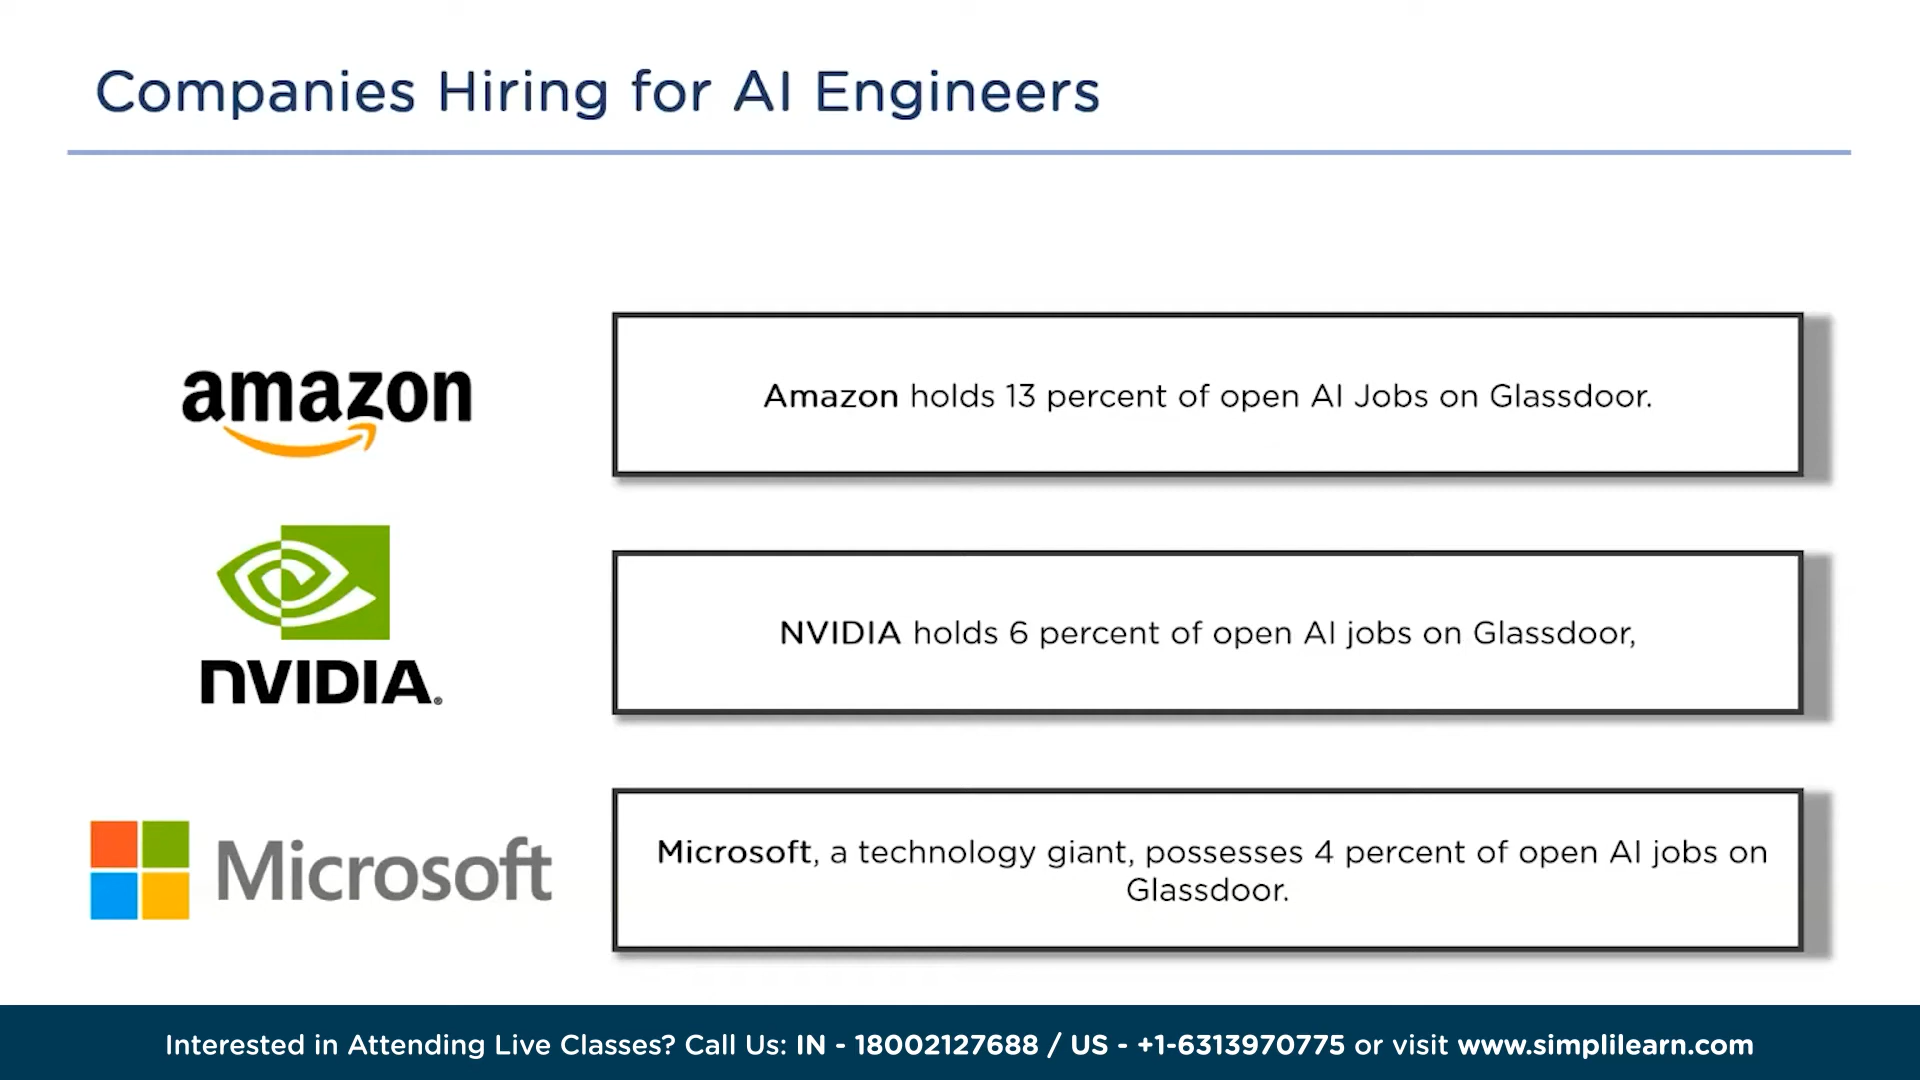 Companies Hiring for AI Engineers
amazon
Amazon holds 13 percent of open AI Jobs on Glassdoor.
NVIDIA®
NVIDIA holds 6 percent of open AI jobs on Glassdoor,
Microsoft
Microsoft, a technology giant, possesses 4 percent of open AI jobs on
Glassdoor.
Interested in Attending Live Classes? Call Us: IN - 18002127688 / US - +1-6313970775 or visit www.simplilearn.com